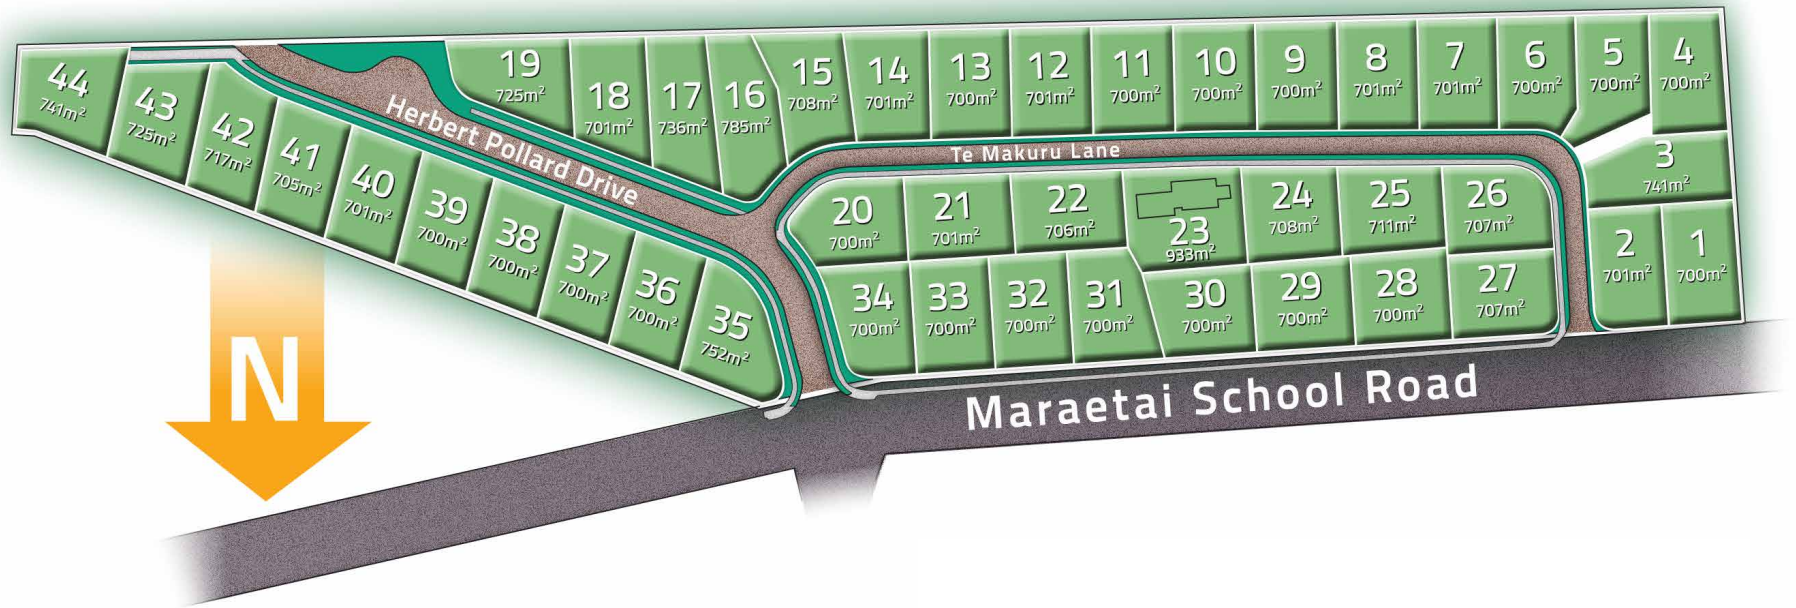 19
725m²
18
701m²
17
736m²
16
785m²
15
708m²
14
701m²
13
700m²
12
701m²
11
700m²
10
700m²
9
700m²
8
701m²
7
701m²
6
700m²
5
700m²
4
700m²
44
741m²
43
725m²
42
717m²
41
705m²
40
701m²
39
700m²
38
700m²
37
700m²
36
700m²
35
752m²
Herbert Pollard Drive
Te Makuru Lane
3
741m²
20
700m²
21
701m²
22
706m²
23
933m²
24
708m²
25
711m²
26
707m²
2
701m²
1
700m²
34
700m²
33
700m²
32
700m²
31
700m²
30
700m²
29
700m²
28
700m²
27
707m²
N
Maraetai School Road